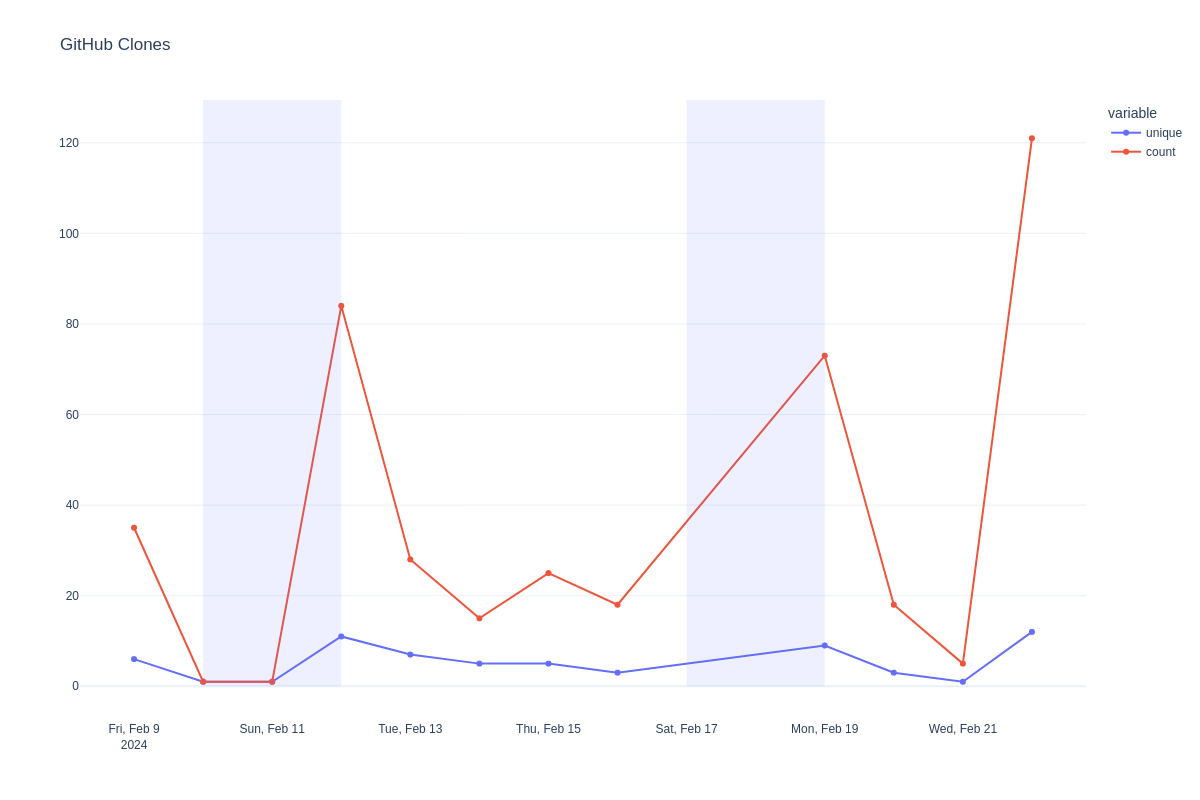 GitHub Clones
variable
unique
count
120
100
80
60
40
20
0
Fri, Feb 9
2024
Sun, Feb 11
Tue, Feb 13
Thu, Feb 15
Sat, Feb 17
Mon, Feb 19
Wed, Feb 21